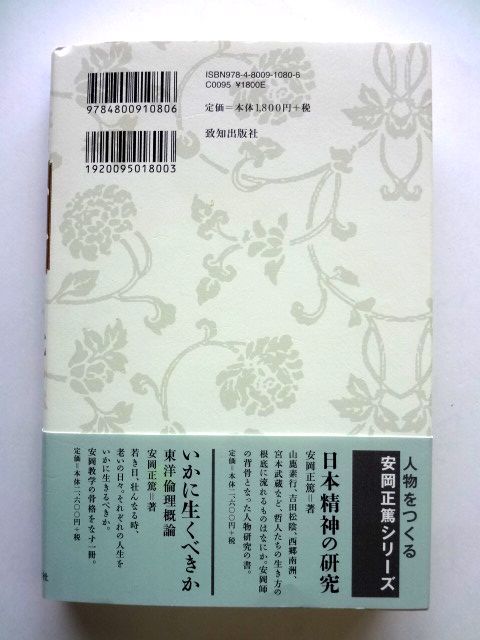 ISBN978-4-8009-1080-6
C0095 ¥1800E
定価＝本体1,800円＋税
致知出版社
9784800910806
1920095018003
人物をつくる
安岡正篤シリーズ
日本精神の研究
安岡正篤＝著
山鹿素行、吉田松陰、西郷南洲、
宮本武蔵など、哲人たちの生き方の
根底に流れるものはなにか。安岡師
の背骨となった人物研究の書。
定価＝本体二、六〇〇円＋税
いかに生くべきか
東洋倫理概論
安岡正篤＝著
若き日、壮んなる時、
老いの日々。それぞれの人生を
いかに生きるべきか。
安岡教学の骨格をなす一冊。
定価＝本体二、六〇〇円＋税
社